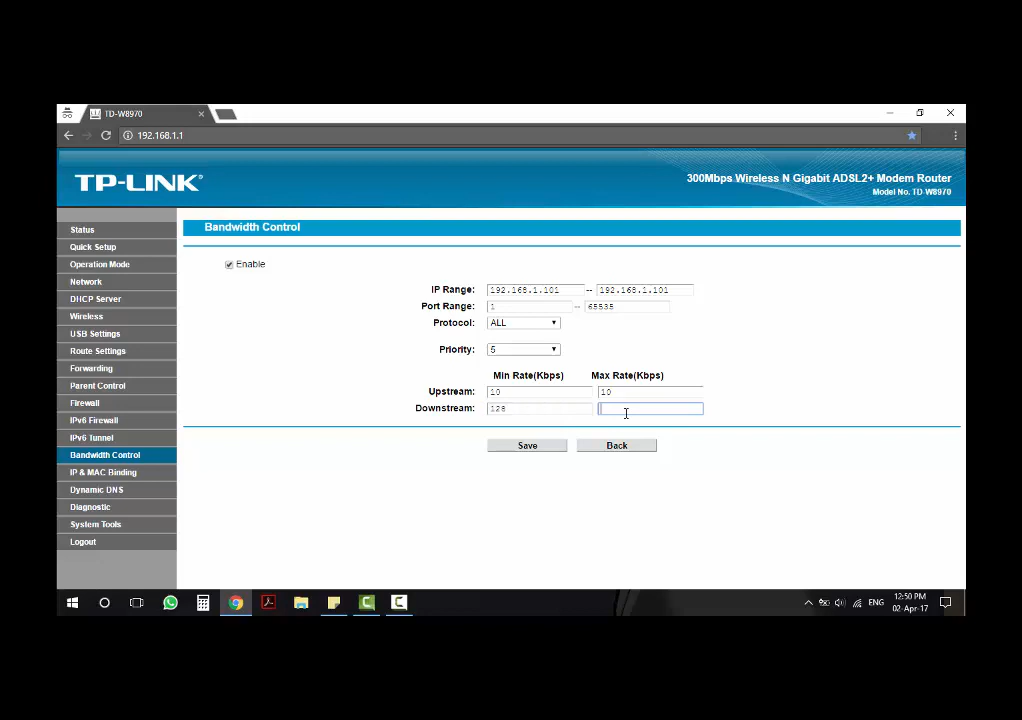 TD-W8970
192.168.1.1
TP-LINK
300Mbps Wireless N Gigabit ADSL2+ Modem Router
Model No. TD-W8970
Status
Quick Setup
Operation Mode
Network
DHCP Server
Wireless
USB Settings
Route Settings
Forwarding
Parent Control
Firewall
IPv6 Firewall
IPv6 Tunnel
Bandwidth Control
IP & MAC Binding
Dynamic DNS
Diagnostic
System Tools
Logout
Bandwidth Control
Enable
IP Range: 192.168.1.101 -- 192.168.1.101
Port Range: 1 -- 65535
Protocol: ALL
Priority: 5
Min Rate(Kbps) Max Rate(Kbps)
Upstream: 10 10
Downstream: 128
Save Back
ENG
12:50 PM
02-Apr-17